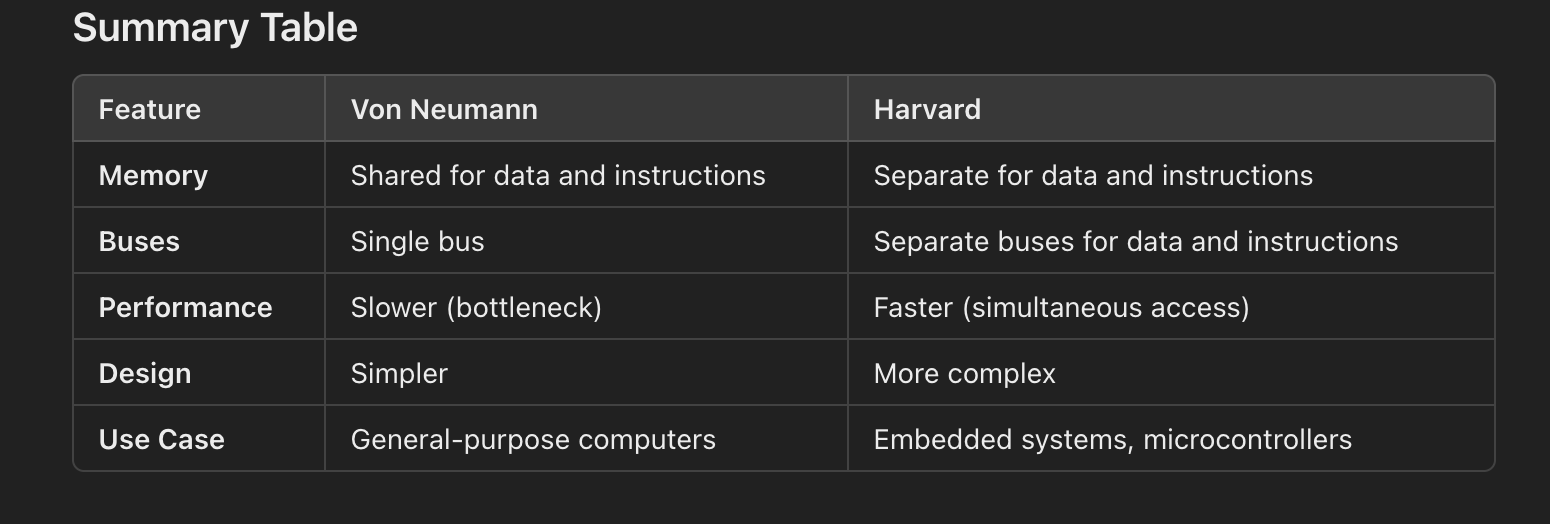 Summary Table
Feature Von Neumann Harvard
Memory Shared for data and instructions Separate for data and instructions
Buses Single bus Separate buses for data and instructions
Performance Slower (bottleneck) Faster (simultaneous access)
Design Simpler More complex
Use Case General-purpose computers Embedded systems, microcontrollers